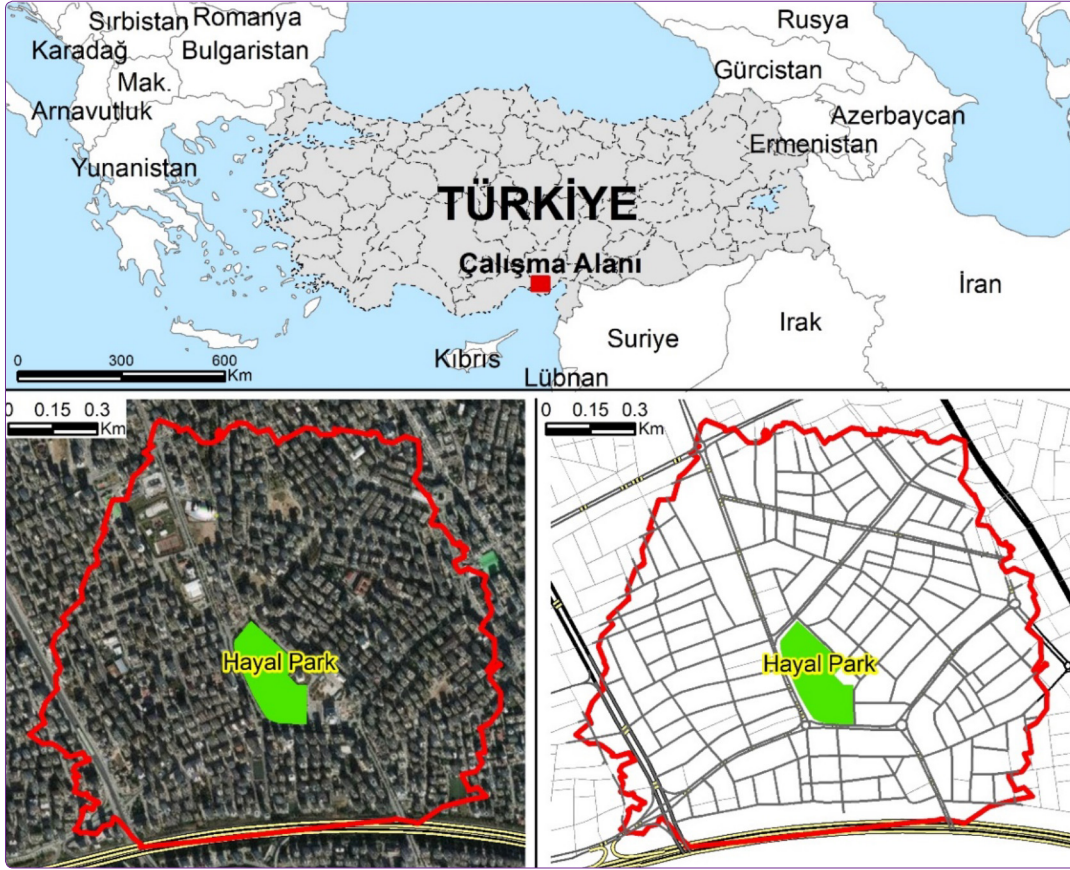 Sırbistan
Romanya
Rusya
Karadağ
Bulgaristan
Gürcistan
Mak.
Arnavutluk
Azerbaycan
Ermenistan
Yunanistan
TÜRKİYE
Çalışma Alanı
İran
Irak
Suriye
Kıbrıs
Lübnan
0 300 600
Km
0 0.15 0.3
Km
Hayal Park
0 0.15 0.3
Km
Hayal Park